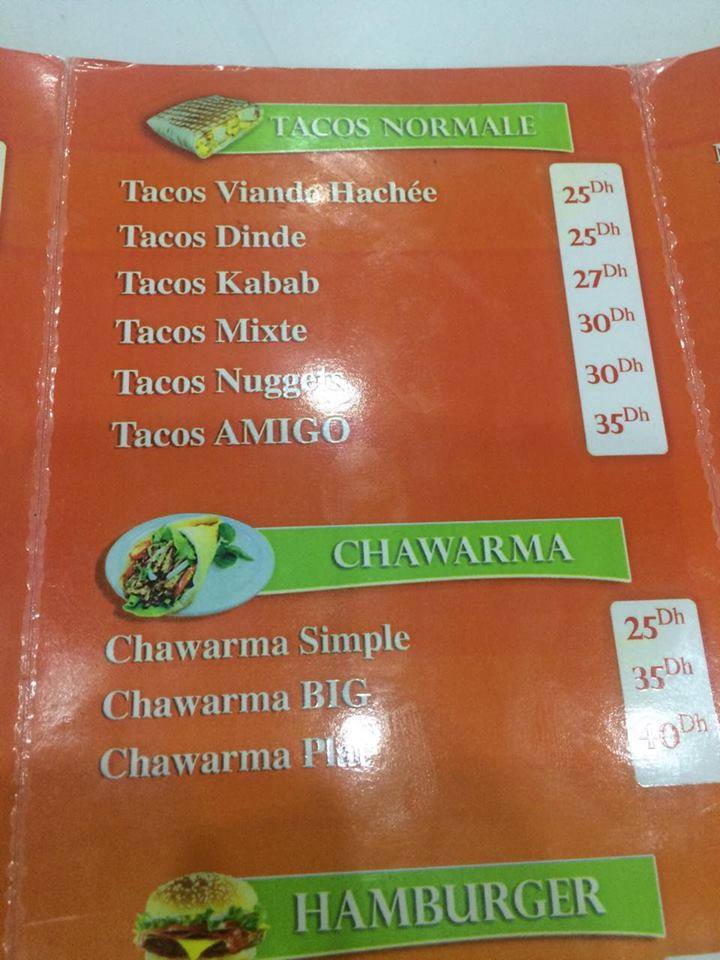 TACOS NORMALE
Tacos Viande Hachée 25Dh
Tacos Dinde 25Dh
Tacos Kabab 27Dh
Tacos Mixte 30Dh
Tacos Nuggets 30Dh
Tacos AMIGO 35Dh
CHAWARMA
Chawarma Simple 25Dh
Chawarma BIG 35Dh
Chawarma Plat 40Dh
HAMBURGER